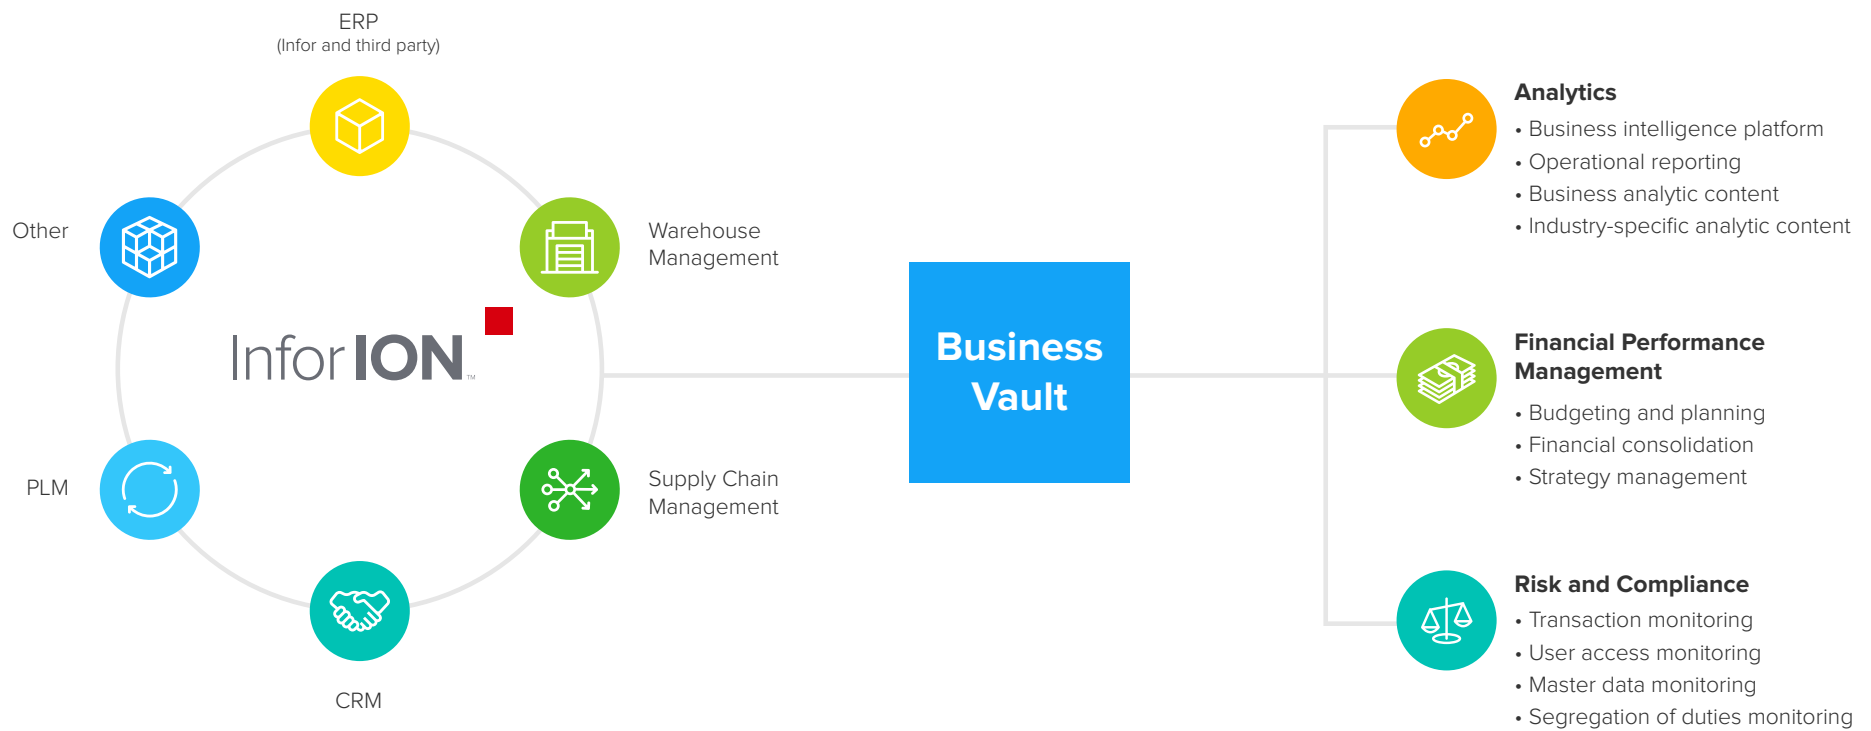 ERP
(Infor and third party)
Other
Warehouse
Management
Infor ION™
PLM
Supply Chain
Management
CRM
Business
Vault
Analytics
• Business intelligence platform
• Operational reporting
• Business analytic content
• Industry-specific analytic content
Financial Performance
Management
• Budgeting and planning
• Financial consolidation
• Strategy management
Risk and Compliance
• Transaction monitoring
• User access monitoring
• Master data monitoring
• Segregation of duties monitoring